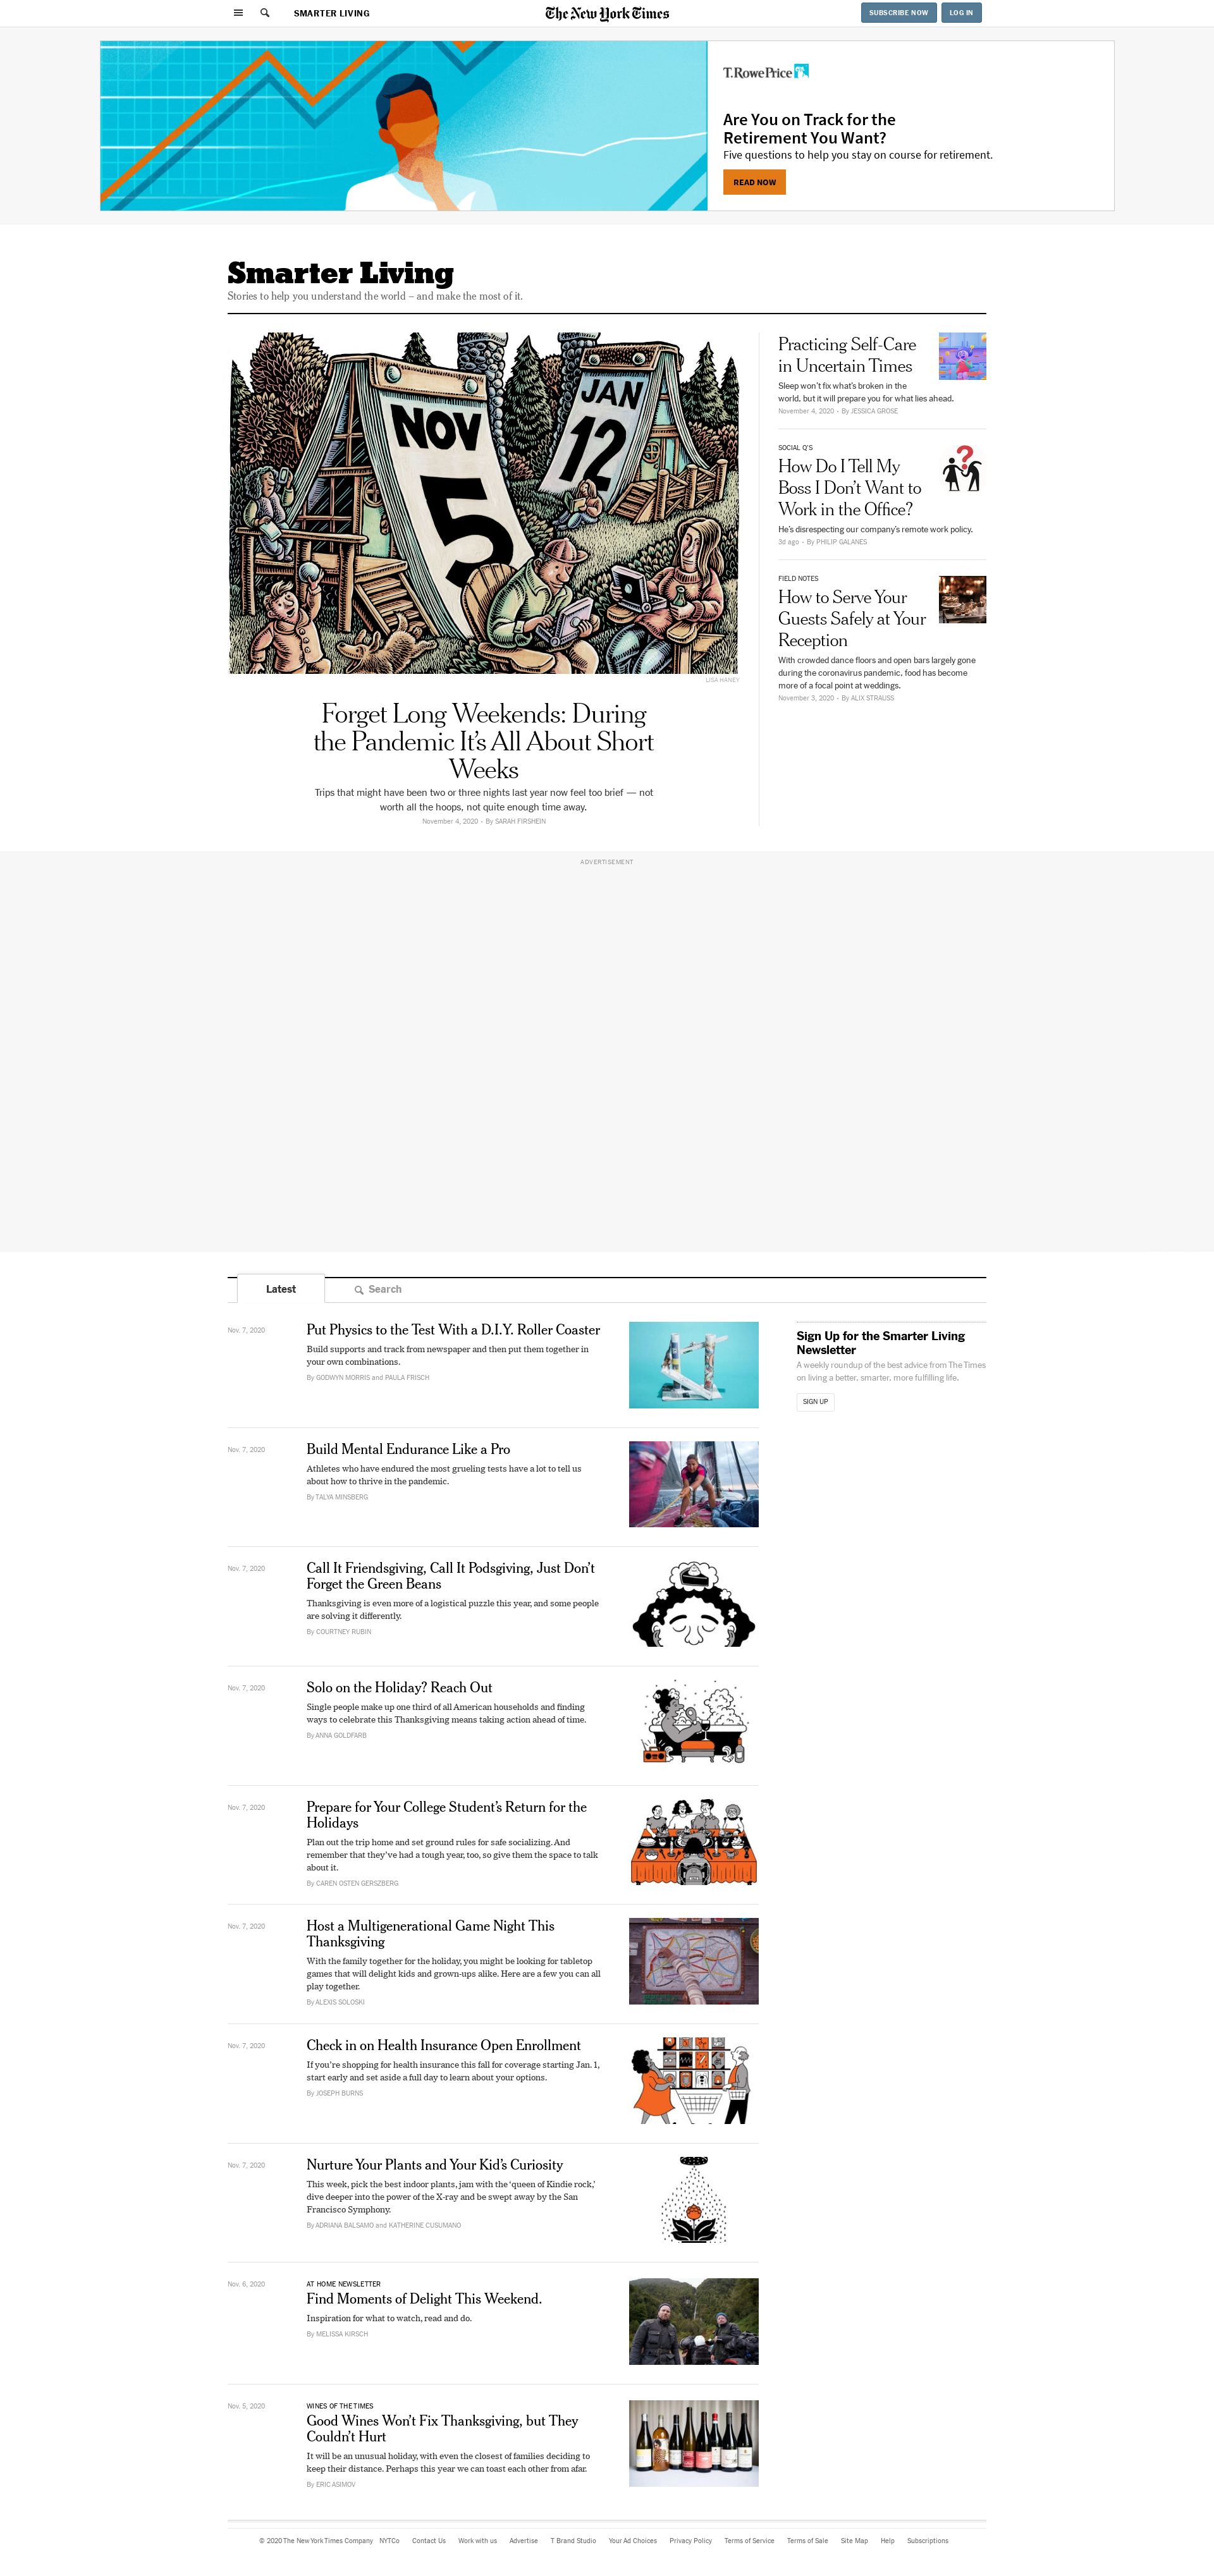 SMARTER LIVING
The New York Times
SUBSCRIBE NOW
LOG IN
T.RowePrice
Are You on Track for the
Retirement You Want?
Five questions to help you stay on course for retirement.
READ NOW
Smarter Living
Stories to help you understand the world – and make the most of it.
NOV
5
JAN
12
LISA HANEY
Forget Long Weekends: During
the Pandemic It’s All About Short
Weeks
Trips that might have been two or three nights last year now feel too brief — not
worth all the hoops, not quite enough time away.
November 4, 2020 • By SARAH FIRSHEIN
Practicing Self-Care
in Uncertain Times
Sleep won’t fix what’s broken in the
world, but it will prepare you for what lies ahead.
November 4, 2020 • By JESSICA GROSE
SOCIAL Q’S
How Do I Tell My
Boss I Don’t Want to
Work in the Office?
He’s disrespecting our company’s remote work policy.
3d ago • By PHILIP GALANES
FIELD NOTES
How to Serve Your
Guests Safely at Your
Reception
With crowded dance floors and open bars largely gone
during the coronavirus pandemic, food has become
more of a focal point at weddings.
November 3, 2020 • By ALIX STRAUSS
ADVERTISEMENT
Latest
Search
Nov. 7, 2020
Put Physics to the Test With a D.I.Y. Roller Coaster
Build supports and track from newspaper and then put them together in
your own combinations.
By GODWYN MORRIS and PAULA FRISCH
Sign Up for the Smarter Living
Newsletter
A weekly roundup of the best advice from The Times
on living a better, smarter, more fulfilling life.
SIGN UP
Nov. 7, 2020
Build Mental Endurance Like a Pro
Athletes who have endured the most grueling tests have a lot to tell us
about how to thrive in the pandemic.
By TALYA MINSBERG
Nov. 7, 2020
Call It Friendsgiving, Call It Podsgiving, Just Don’t
Forget the Green Beans
Thanksgiving is even more of a logistical puzzle this year, and some people
are solving it differently.
By COURTNEY RUBIN
Nov. 7, 2020
Solo on the Holiday? Reach Out
Single people make up one third of all American households and finding
ways to celebrate this Thanksgiving means taking action ahead of time.
By ANNA GOLDFARB
Nov. 7, 2020
Prepare for Your College Student’s Return for the
Holidays
Plan out the trip home and set ground rules for safe socializing. And
remember that they’ve had a tough year, too, so give them the space to talk
about it.
By CAREN OSTEN GERSZBERG
Nov. 7, 2020
Host a Multigenerational Game Night This
Thanksgiving
With the family together for the holiday, you might be looking for tabletop
games that will delight kids and grown-ups alike. Here are a few you can all
play together.
By ALEXIS SOLOSKI
Nov. 7, 2020
Check in on Health Insurance Open Enrollment
If you’re shopping for health insurance this fall for coverage starting Jan. 1,
start early and set aside a full day to learn about your options.
By JOSEPH BURNS
Nov. 7, 2020
Nurture Your Plants and Your Kid’s Curiosity
This week, pick the best indoor plants, jam with the ‘queen of Kindie rock,’
dive deeper into the power of the X-ray and be swept away by the San
Francisco Symphony.
By ADRIANA BALSAMO and KATHERINE CUSUMANO
Nov. 6, 2020
AT HOME NEWSLETTER
Find Moments of Delight This Weekend.
Inspiration for what to watch, read and do.
By MELISSA KIRSCH
Nov. 5, 2020
WINES OF THE TIMES
Good Wines Won’t Fix Thanksgiving, but They
Couldn’t Hurt
It will be an unusual holiday, with even the closest of families deciding to
keep their distance. Perhaps this year we can toast each other from afar.
By ERIC ASIMOV
© 2020 The New York Times Company NYTCo Contact Us Work with us Advertise T Brand Studio Your Ad Choices Privacy Policy Terms of Service Terms of Sale Site Map Help Subscriptions